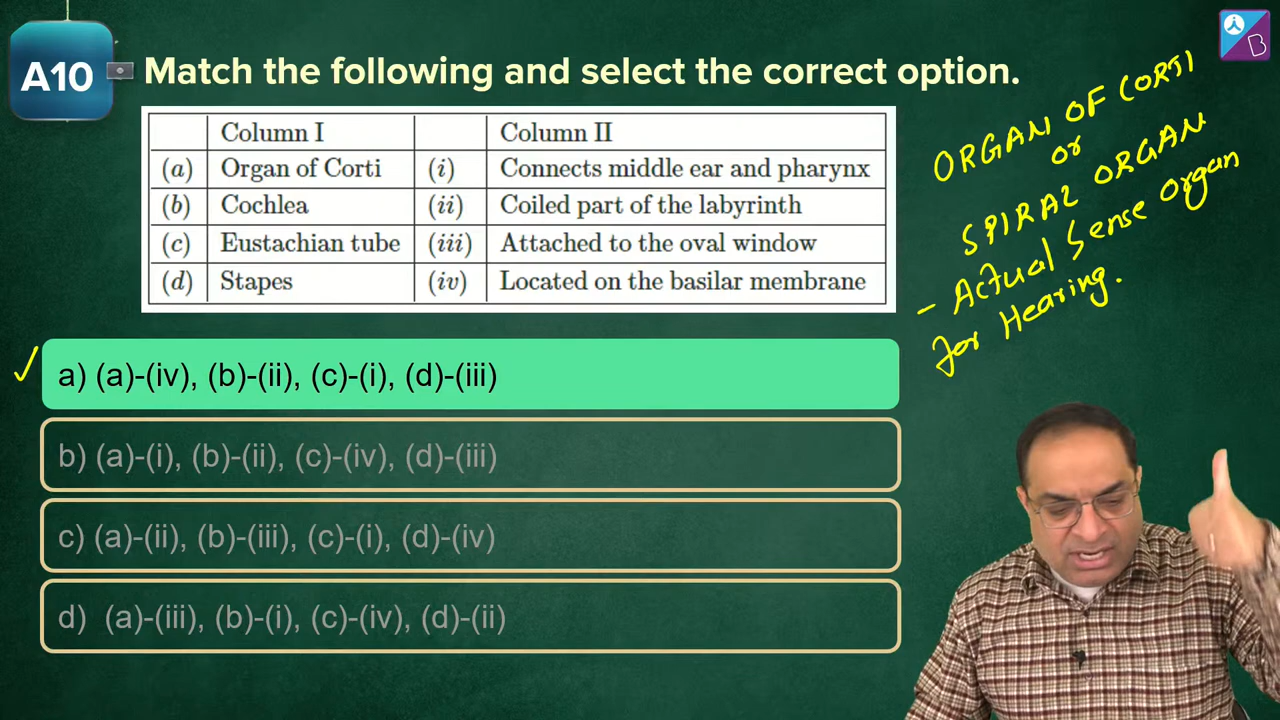 A10
Match the following and select the correct option.
Column I Column II
(a) Organ of Corti (i) Connects middle ear and pharynx
(b) Cochlea (ii) Coiled part of the labyrinth
(c) Eustachian tube (iii) Attached to the oval window
(d) Stapes (iv) Located on the basilar membrane
a) (a)-(iv), (b)-(ii), (c)-(i), (d)-(iii)
b) (a)-(i), (b)-(ii), (c)-(iv), (d)-(iii)
c) (a)-(ii), (b)-(iii), (c)-(i), (d)-(iv)
d) (a)-(iii), (b)-(i), (c)-(iv), (d)-(ii)
B
ORGAN OF CORTI
or
SPIRAL ORGAN
- Actual Sense Organ
for Hearing.